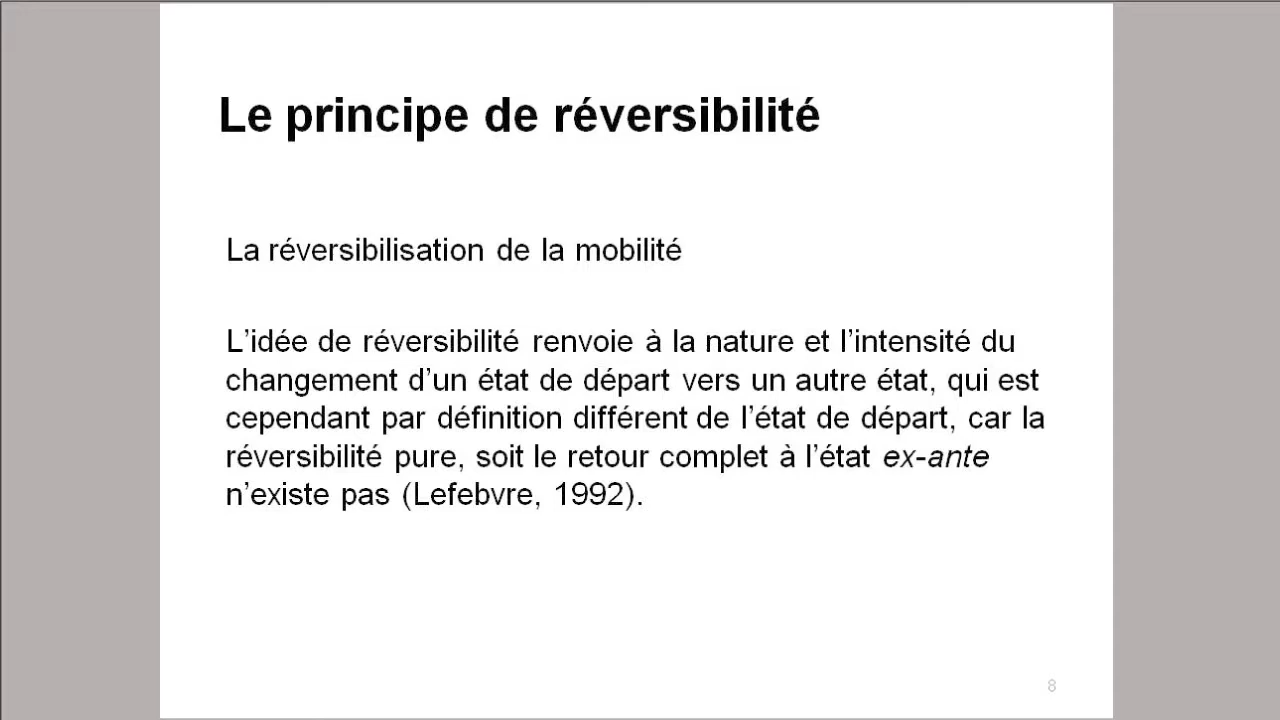 Le principe de réversibilité
La réversibilisation de la mobilité
L’idée de réversibilité renvoie à la nature et l’intensité du
changement d’un état de départ vers un autre état, qui est
cependant par définition différent de l’état de départ, car la
réversibilité pure, soit le retour complet à l’état ex-ante
n’existe pas (Lefebvre, 1992).
8